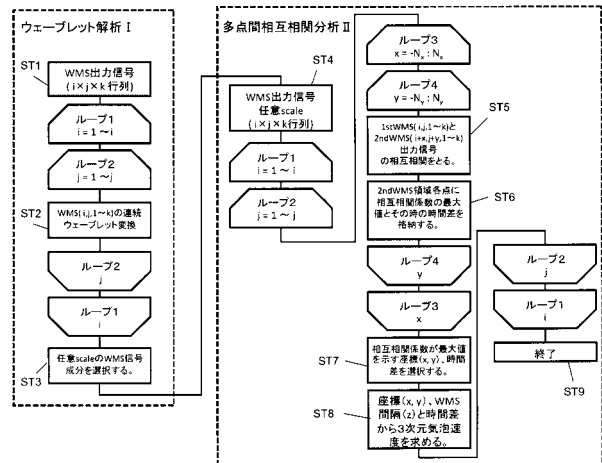 ウェーブレット解析Ⅰ
ST1
WMS出力信号
(i×j×k行列)
ループ1
i=1~i
ループ2
j=1~j
ST2
WMS(i,j,1~k)の連続
ウェーブレット変換
ループ2
j
ループ1
i
任意scaleのWMS信号
成分を選択する。
ST3
多点間相互相関分析Ⅱ
ST4
WMS出力信号
任意scale
(i×j×k行列)
ループ1
i=1~i
ループ2
j=1~j
ループ3
x=-Nx:Nx
ループ4
y=-Ny:Ny
ST5
1stWMS(i,j,1~k)と
2ndWMS(i+x,j+y,1~k)
出力信号
の相互相関をとる。
ST6
2ndWMS領域各点に
相互相関係数の最大
値とその時の時間差を
格納する。
ループ4
y
ループ3
x
ST7
相互相関係数が最大値
を示す座標(x,y)、時間
差を選択する。
ST8
座標(x,y)、WMS
間隔(z)と時間差
から3次元気泡速
度を求める。
ループ2
j
ループ1
i
終了
ST9